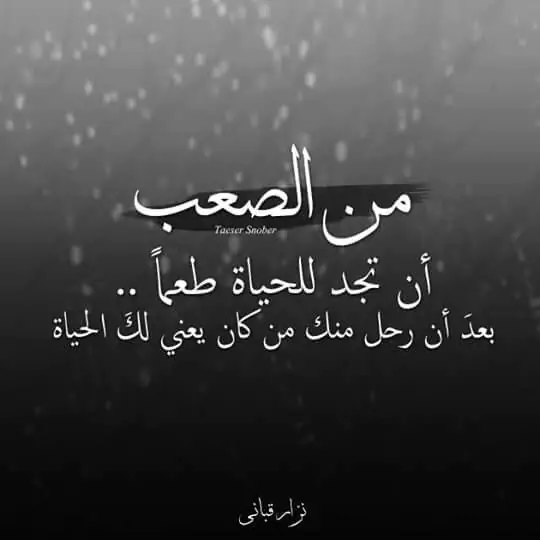 من الصعب
Taeser Snober
أن تجد للحياة طعماً ..
بعدَ أن رحل منك من كان يعني لكَ الحياة
نزار قباني